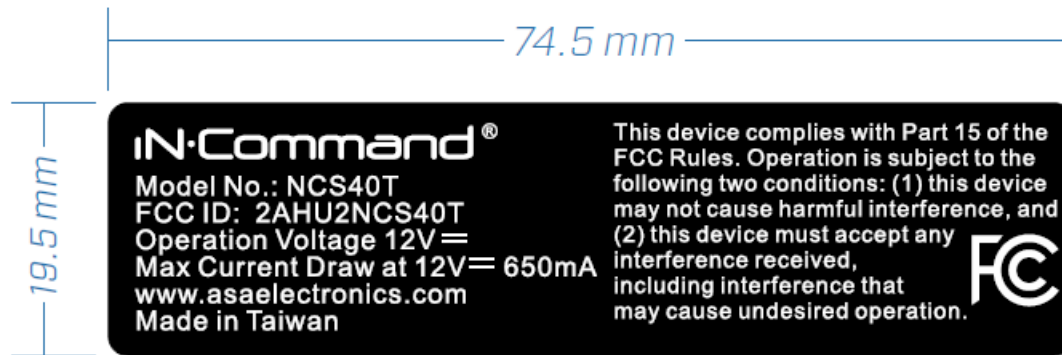 74.5 mm
19.5 mm
iN·Command®
Model No.: NCS40T
FCC ID: 2AHU2NCS40T
Operation Voltage 12V⎓
Max Current Draw at 12V⎓ 650mA
www.asaelectronics.com
Made in Taiwan
This device complies with Part 15 of the
FCC Rules. Operation is subject to the
following two conditions: (1) this device
may not cause harmful interference, and
(2) this device must accept any
interference received,
including interference that
may cause undesired operation.
FC